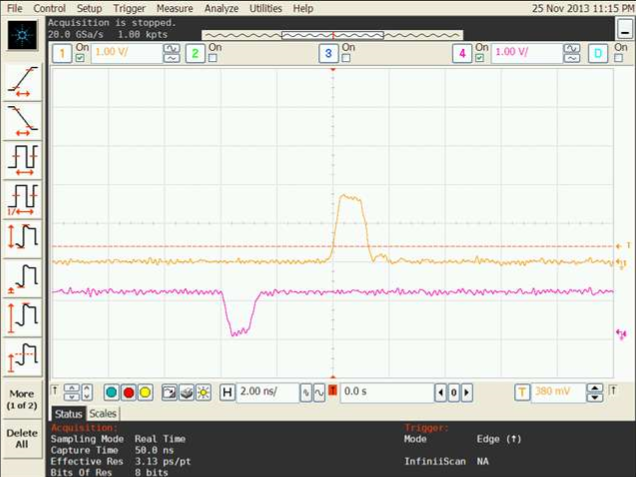 File Control Setup Trigger Measure Analyze Utilities Help 25 Nov 2013 11:15 PM
Acquisition is stopped.
20.0 GSa/s 1.00 kpts
1 On 1.00 V/ 2 On 3 On 4 On 1.00 V/ D On
T
1
4
More
(1 of 2)
Delete
All
H 2.00 ns/ T 0.0 s 0 T 380 mV
Status Scales
Acquisition:
Sampling Mode Real Time
Capture Time 50.0 ns
Effective Res 3.13 ps/pt
Bits Of Res 8 bits
Trigger:
Mode Edge (↑)
InfiniiScan NA